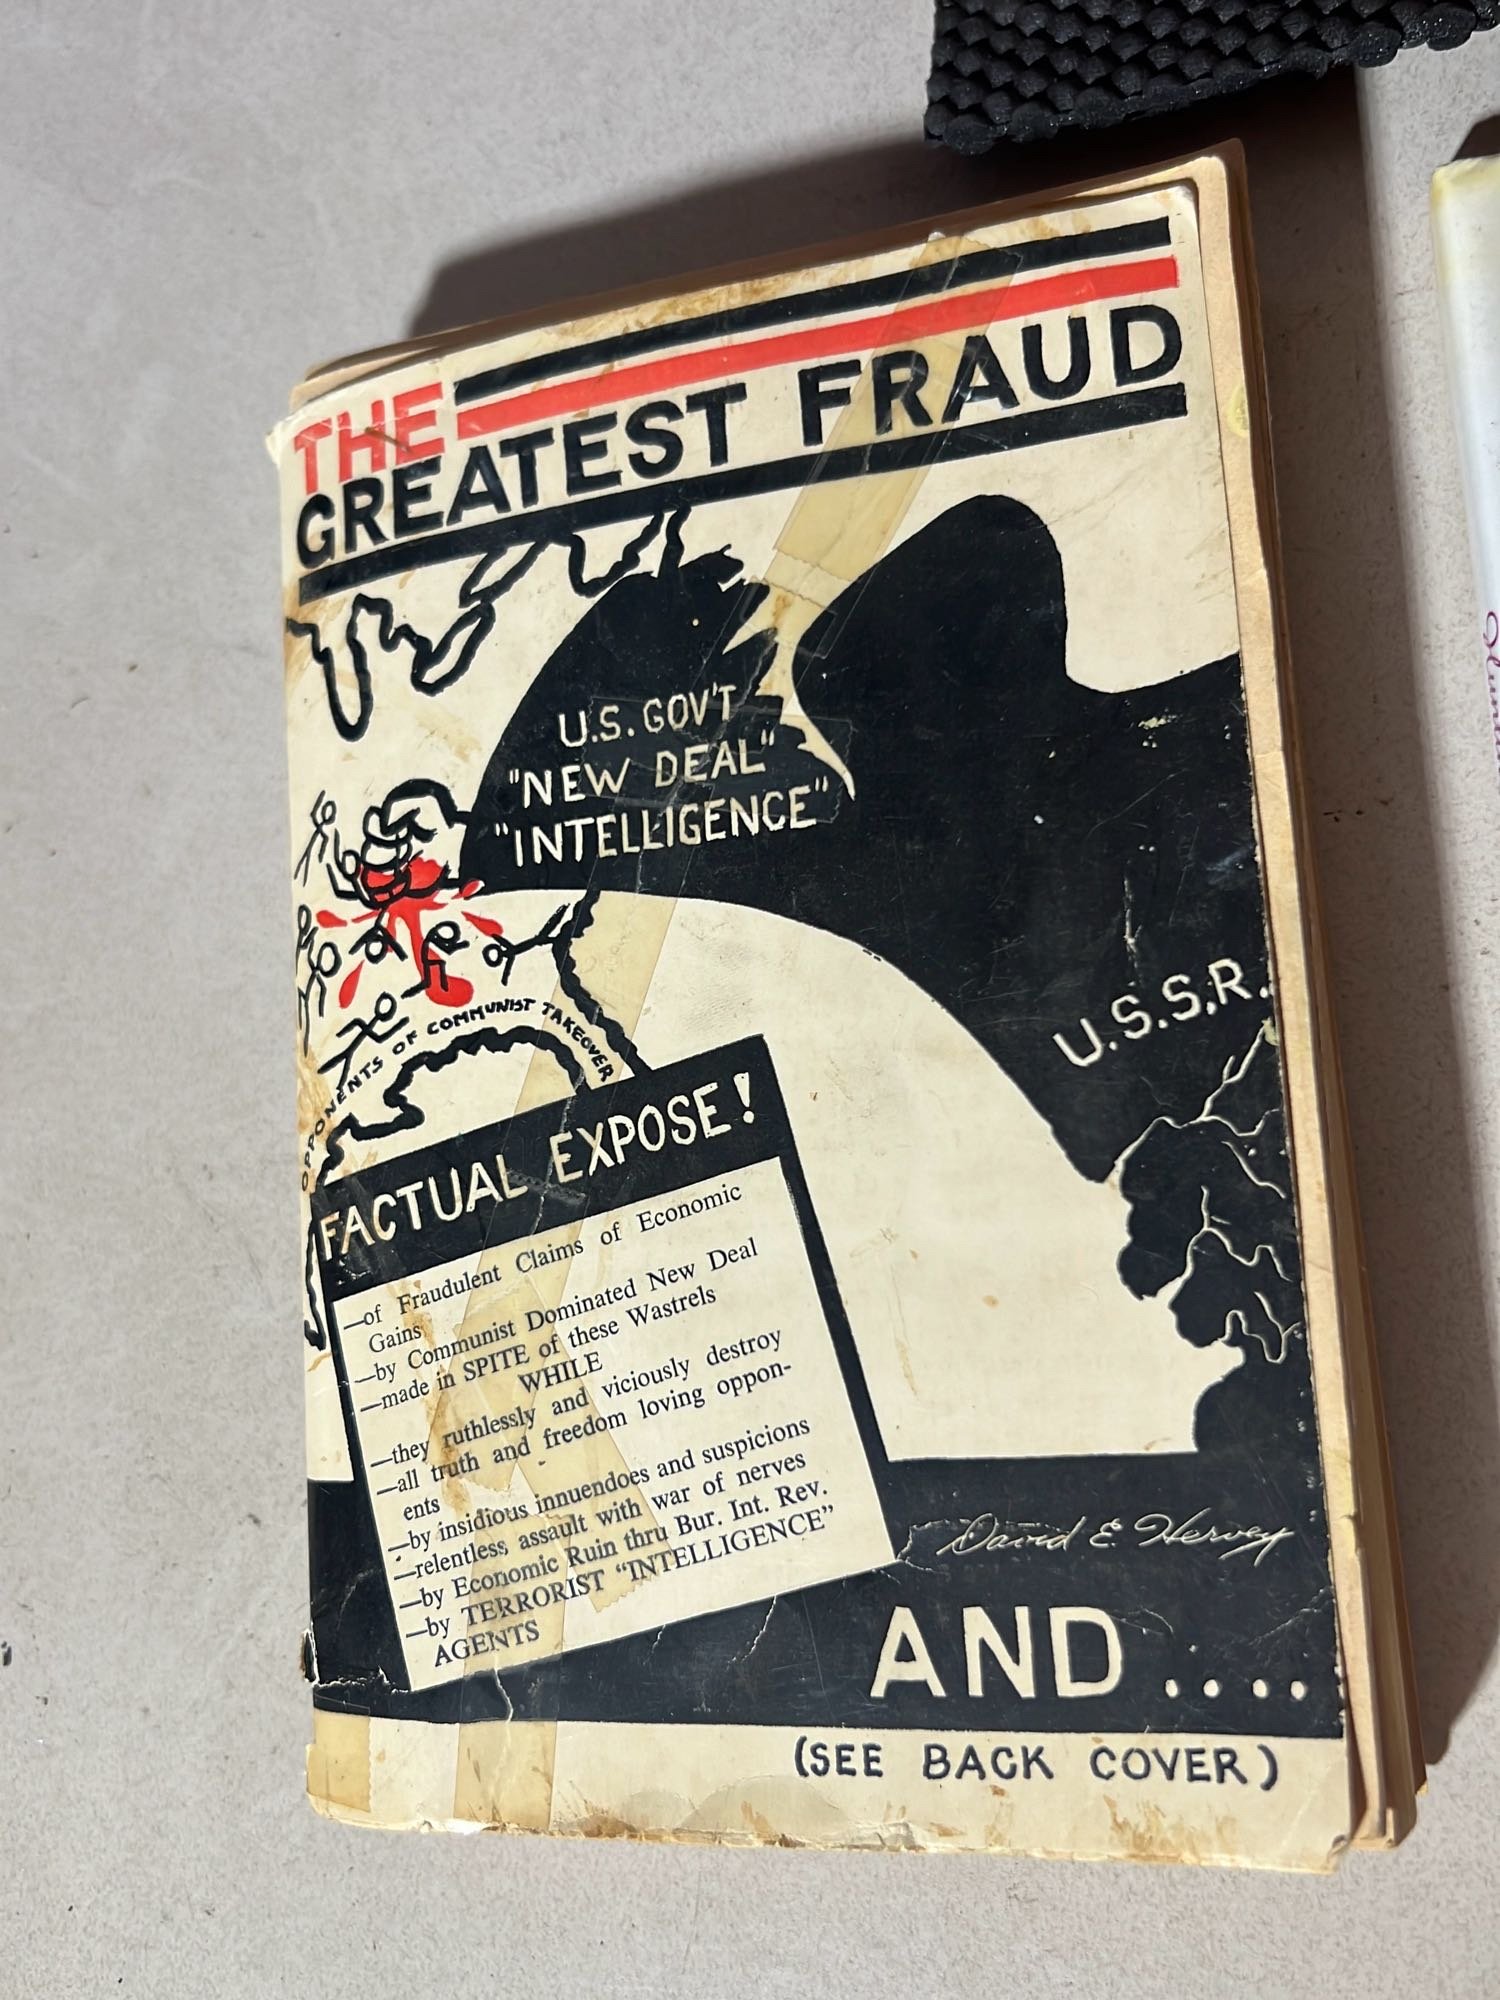 THE
GREATEST FRAUD
U.S. GOV'T
"NEW DEAL"
"INTELLIGENCE"
U.S.S.R.
OPPONENTS OF COMMUNIST TAKEOVER
FACTUAL EXPOSE!
—of Fraudulent Claims of Economic
Gains
—by Communist Dominated New Deal
—made in SPITE of these Wastrels
WHILE
—they ruthlessly and viciously destroy
—all truth and freedom loving oppon-
ents
—by insidious innuendoes and suspicions
—relentless assault with war of nerves
—by Economic Ruin thru Bur. Int. Rev.
—by TERRORIST "INTELLIGENCE"
AGENTS
David E Hervey
AND....
(SEE BACK COVER)